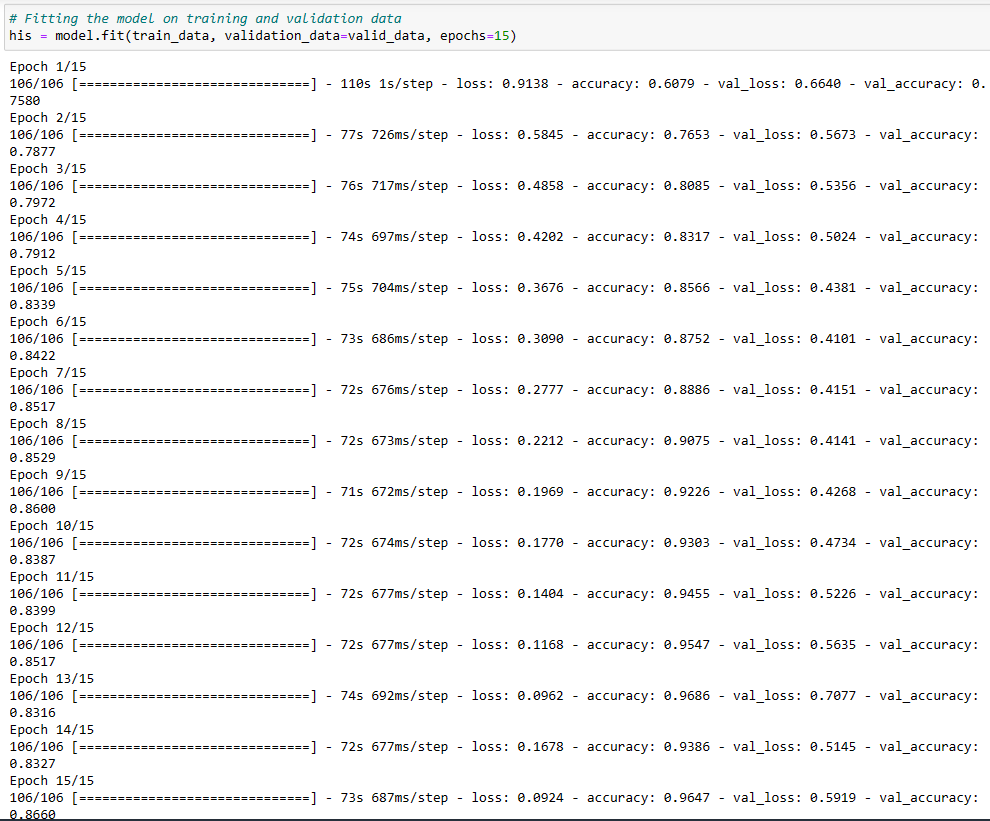 # Fitting the model on training and validation data
his = model.fit(train_data, validation_data=valid_data, epochs=15)
Epoch 1/15
106/106 [==============================] - 110s 1s/step - loss: 0.9138 - accuracy: 0.6079 - val_loss: 0.6640 - val_accuracy: 0.
7580
Epoch 2/15
106/106 [==============================] - 77s 726ms/step - loss: 0.5845 - accuracy: 0.7653 - val_loss: 0.5673 - val_accuracy:
0.7877
Epoch 3/15
106/106 [==============================] - 76s 717ms/step - loss: 0.4858 - accuracy: 0.8085 - val_loss: 0.5356 - val_accuracy:
0.7972
Epoch 4/15
106/106 [==============================] - 74s 697ms/step - loss: 0.4202 - accuracy: 0.8317 - val_loss: 0.5024 - val_accuracy:
0.7912
Epoch 5/15
106/106 [==============================] - 75s 704ms/step - loss: 0.3676 - accuracy: 0.8566 - val_loss: 0.4381 - val_accuracy:
0.8339
Epoch 6/15
106/106 [==============================] - 73s 686ms/step - loss: 0.3090 - accuracy: 0.8752 - val_loss: 0.4101 - val_accuracy:
0.8422
Epoch 7/15
106/106 [==============================] - 72s 676ms/step - loss: 0.2777 - accuracy: 0.8886 - val_loss: 0.4151 - val_accuracy:
0.8517
Epoch 8/15
106/106 [==============================] - 72s 673ms/step - loss: 0.2212 - accuracy: 0.9075 - val_loss: 0.4141 - val_accuracy:
0.8529
Epoch 9/15
106/106 [==============================] - 71s 672ms/step - loss: 0.1969 - accuracy: 0.9226 - val_loss: 0.4268 - val_accuracy:
0.8600
Epoch 10/15
106/106 [==============================] - 72s 674ms/step - loss: 0.1770 - accuracy: 0.9303 - val_loss: 0.4734 - val_accuracy:
0.8387
Epoch 11/15
106/106 [==============================] - 72s 677ms/step - loss: 0.1404 - accuracy: 0.9455 - val_loss: 0.5226 - val_accuracy:
0.8399
Epoch 12/15
106/106 [==============================] - 72s 677ms/step - loss: 0.1168 - accuracy: 0.9547 - val_loss: 0.5635 - val_accuracy:
0.8517
Epoch 13/15
106/106 [==============================] - 74s 692ms/step - loss: 0.0962 - accuracy: 0.9686 - val_loss: 0.7077 - val_accuracy:
0.8316
Epoch 14/15
106/106 [==============================] - 72s 677ms/step - loss: 0.1678 - accuracy: 0.9386 - val_loss: 0.5145 - val_accuracy:
0.8327
Epoch 15/15
106/106 [==============================] - 73s 687ms/step - loss: 0.0924 - accuracy: 0.9647 - val_loss: 0.5919 - val_accuracy:
0.8660